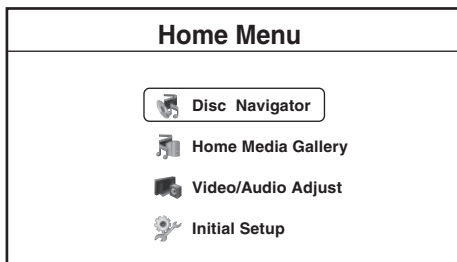 Home Menu
Disc Navigator
Home Media Gallery
Video/Audio Adjust
Initial Setup